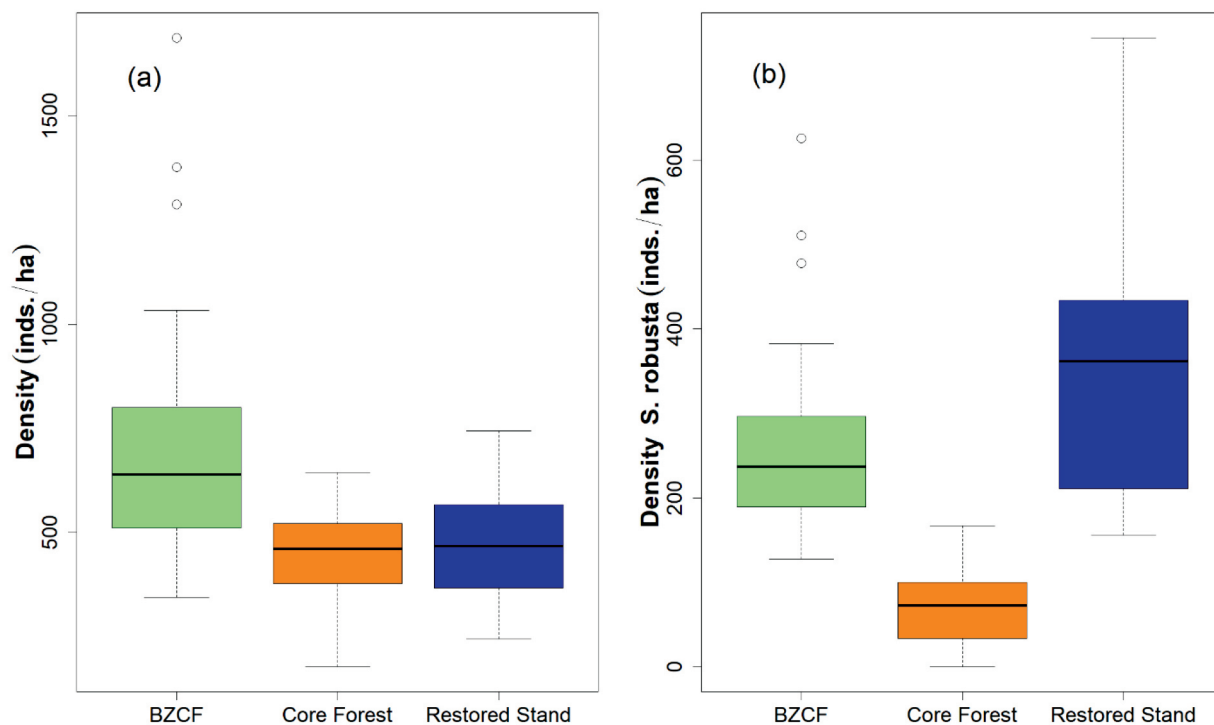 (a)
Density (inds./ha)
1500
1000
500
BZCF Core Forest Restored Stand
(b)
Density S. robusta (inds./ha)
600
400
200
0
BZCF Core Forest Restored Stand